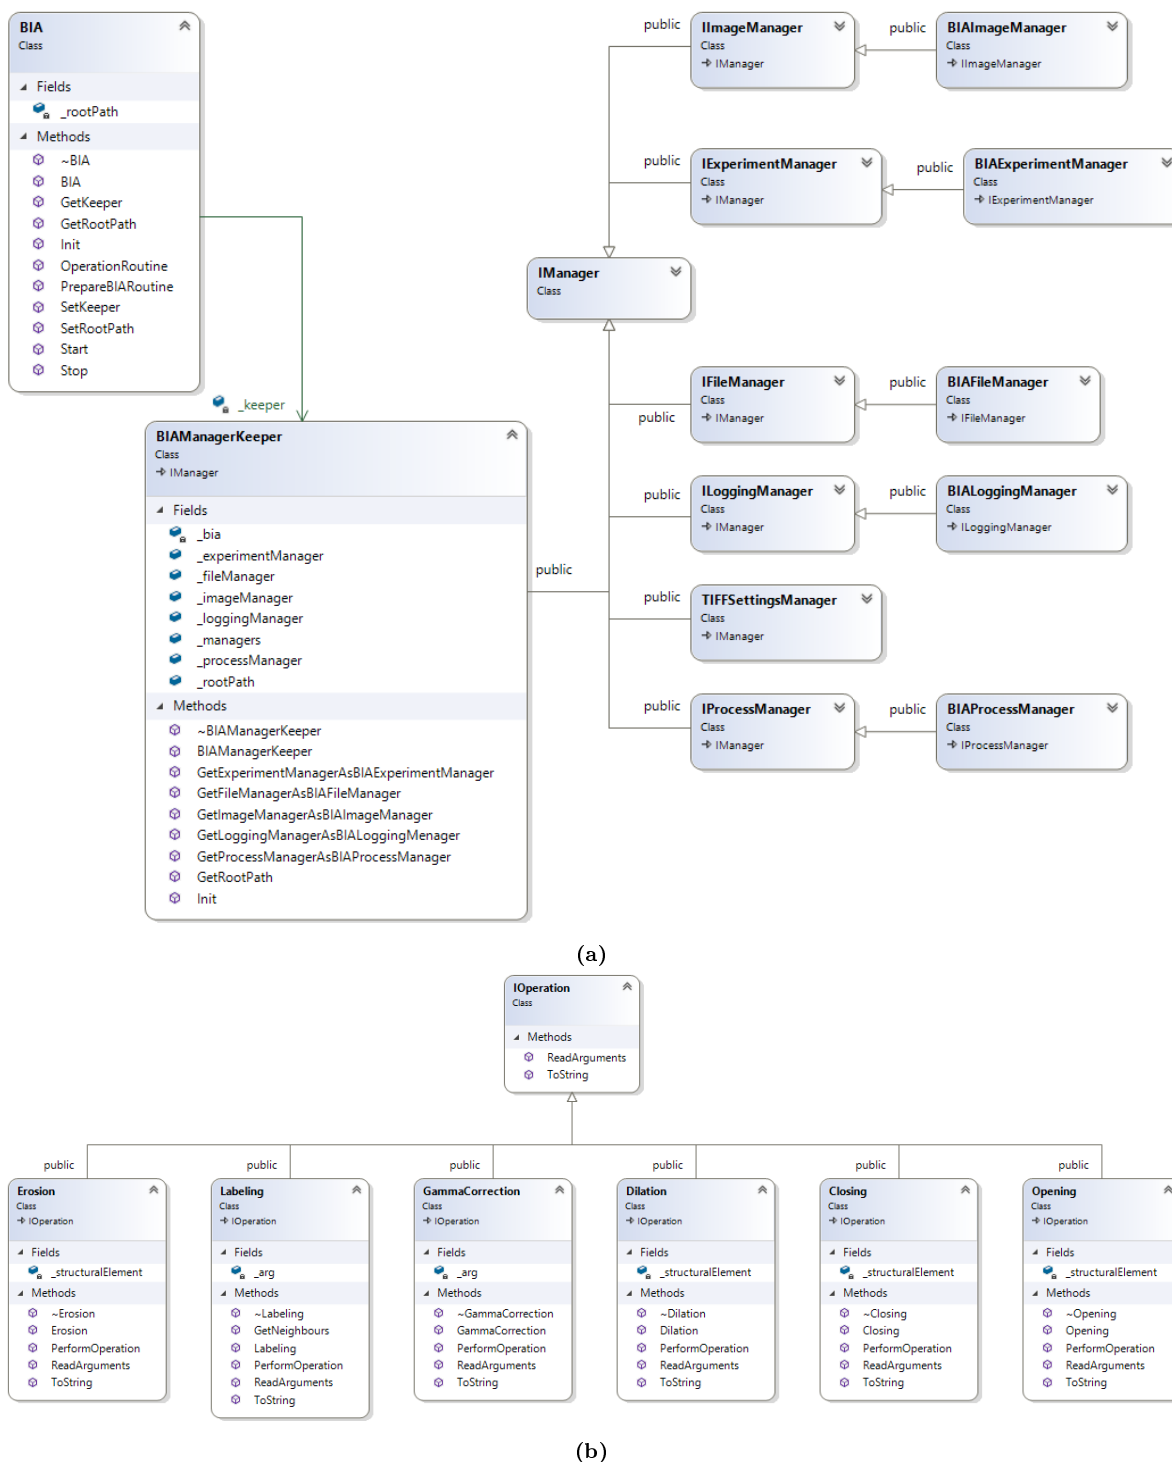 BIA
Class
Fields
_rootPath
Methods
~BIA
BIA
GetKeeper
GetRootPath
Init
OperationRoutine
PrepareBIARoutine
SetKeeper
SetRootPath
Start
Stop
_keeper
BIAManagerKeeper
Class
IManager
Fields
_bia
_experimentManager
_fileManager
_imageManager
_loggingManager
_managers
_processManager
_rootPath
Methods
~BIAManagerKeeper
BIAManagerKeeper
GetExperimentManagerAsBIAExperimentManager
GetFileManagerAsBIAFileManager
GetImageManagerAsBIAImageManager
GetLoggingManagerAsBIALoggingMenager
GetProcessManagerAsBIAProcessManager
GetRootPath
Init
public
public
IImageManager
Class
IManager
public
BIAImageManager
Class
IImageManager
public
IExperimentManager
Class
IManager
public
BIAExperimentManager
Class
IExperimentManager
IManager
Class
public
IFileManager
Class
IManager
public
BIAFileManager
Class
IFileManager
public
ILoggingManager
Class
IManager
public
BIALoggingManager
Class
ILoggingManager
public
TIFFSettingsManager
Class
IManager
public
IProcessManager
Class
IManager
public
BIAProcessManager
Class
IProcessManager
(a)
IOperation
Class
Methods
ReadArguments
ToString
public
Erosion
Class
IOperation
Fields
_structuralElement
Methods
~Erosion
Erosion
PerformOperation
ReadArguments
ToString
public
Labeling
Class
IOperation
Fields
_arg
Methods
~Labeling
GetNeighbours
Labeling
PerformOperation
ReadArguments
ToString
public
GammaCorrection
Class
IOperation
Fields
_arg
Methods
~GammaCorrection
GammaCorrection
PerformOperation
ReadArguments
ToString
public
Dilation
Class
IOperation
Fields
_structuralElement
Methods
~Dilation
Dilation
PerformOperation
ReadArguments
ToString
public
Closing
Class
IOperation
Fields
_structuralElement
Methods
~Closing
Closing
PerformOperation
ReadArguments
ToString
public
Opening
Class
IOperation
Fields
_structuralElement
Methods
~Opening
Opening
PerformOperation
ReadArguments
ToString
(b)